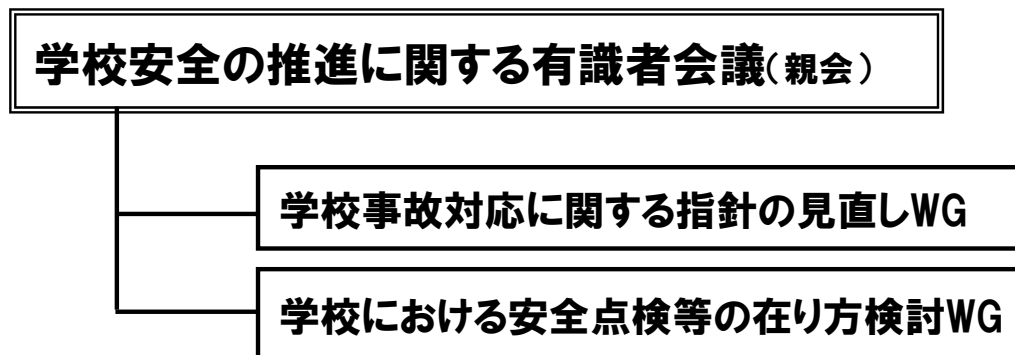 学校安全の推進に関する有識者会議(親会)
学校事故対応に関する指針の見直しWG
学校における安全点検等の在り方検討WG